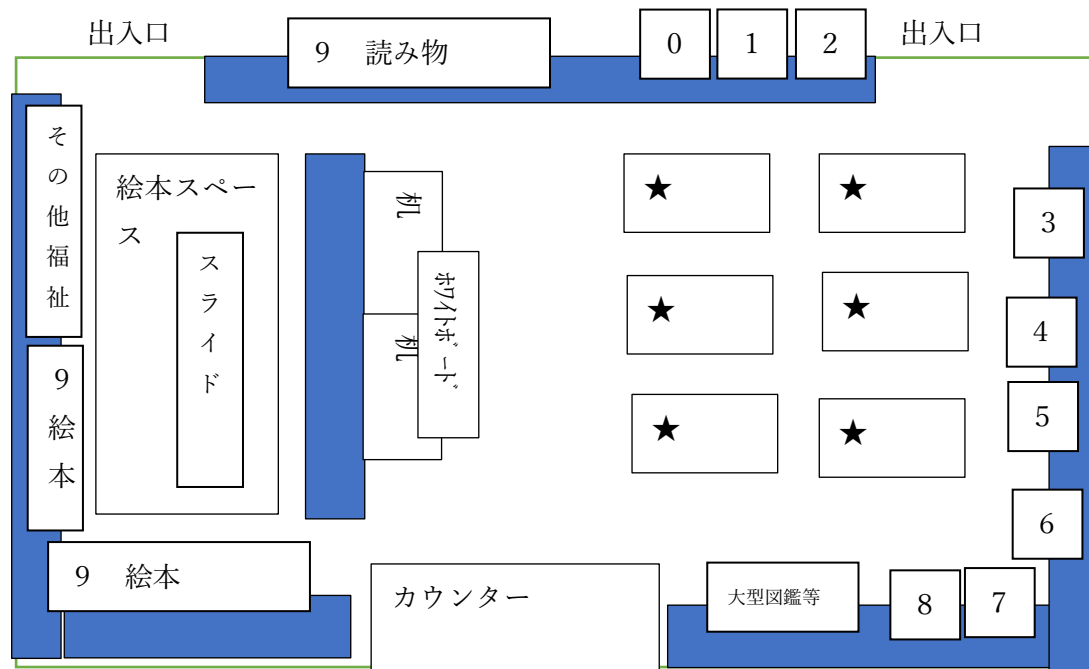 出入口
9 読み物
0
1
2
出入口
その他福祉
絵本スペー
ス
スライド
机
机
ホワイトボード
★
★
★
★
★
★
3
4
5
6
9絵本
9 絵本
カウンター
大型図鑑等
8
7